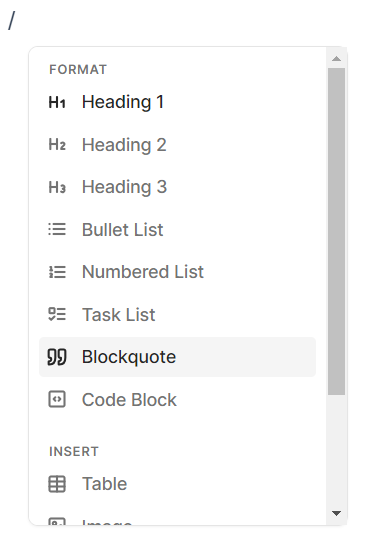 /
FORMAT
H1 Heading 1
H2 Heading 2
H3 Heading 3
Bullet List
Numbered List
Task List
Blockquote
Code Block
INSERT
Table
Image